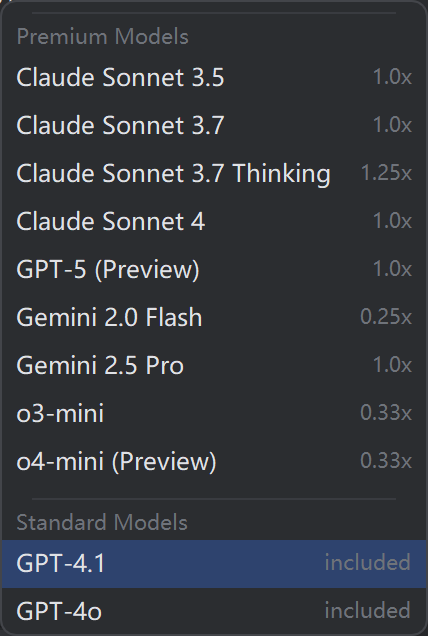 Premium Models
Claude Sonnet 3.5 1.0x
Claude Sonnet 3.7 1.0x
Claude Sonnet 3.7 Thinking 1.25x
Claude Sonnet 4 1.0x
GPT-5 (Preview) 1.0x
Gemini 2.0 Flash 0.25x
Gemini 2.5 Pro 1.0x
o3-mini 0.33x
o4-mini (Preview) 0.33x
Standard Models
GPT-4.1 included
GPT-4o included